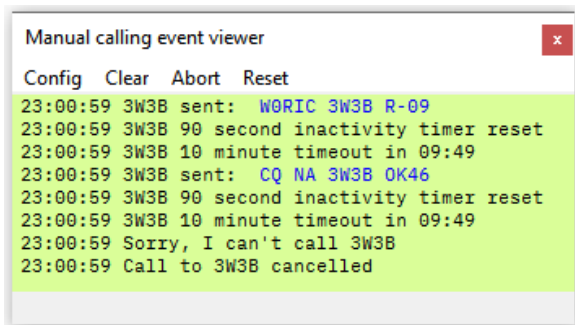 Manual calling event viewer
x
Config Clear Abort Reset
23:00:59 3W3B sent:  W0RIC 3W3B R-09
23:00:59 3W3B 90 second inactivity timer reset
23:00:59 3W3B 10 minute timeout in 09:49
23:00:59 3W3B sent:  CQ NA 3W3B OK46
23:00:59 3W3B 90 second inactivity timer reset
23:00:59 3W3B 10 minute timeout in 09:49
23:00:59 Sorry, I can't call 3W3B
23:00:59 Call to 3W3B cancelled